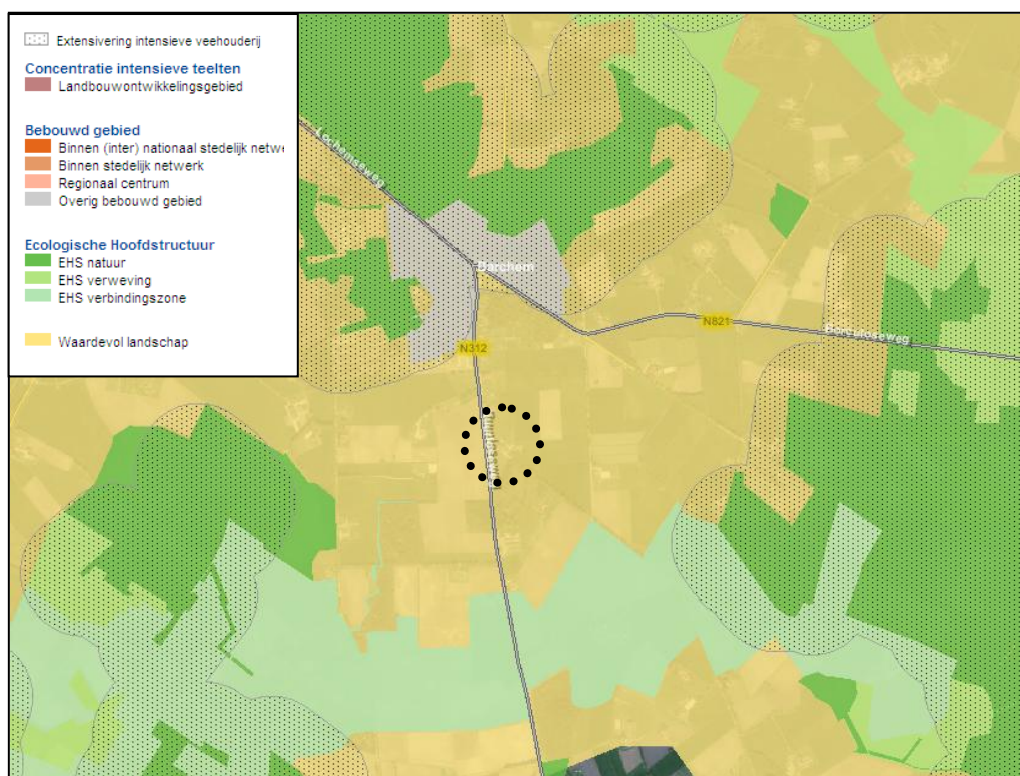 Extensivering intensieve veehouderij
Concentratie intensieve teelten
Landbouwontwikkelingsgebied
Bebouwd gebied
Binnen (inter) nationaal stedelijk netwe
Binnen stedelijk netwerk
Regionaal centrum
Overig bebouwd gebied
Ecologische Hoofdstructuur
EHS natuur
EHS verweving
EHS verbindingszone
Waardevol landschap
Lochemseweg
Barchem
N821
Borculoseweg
N312